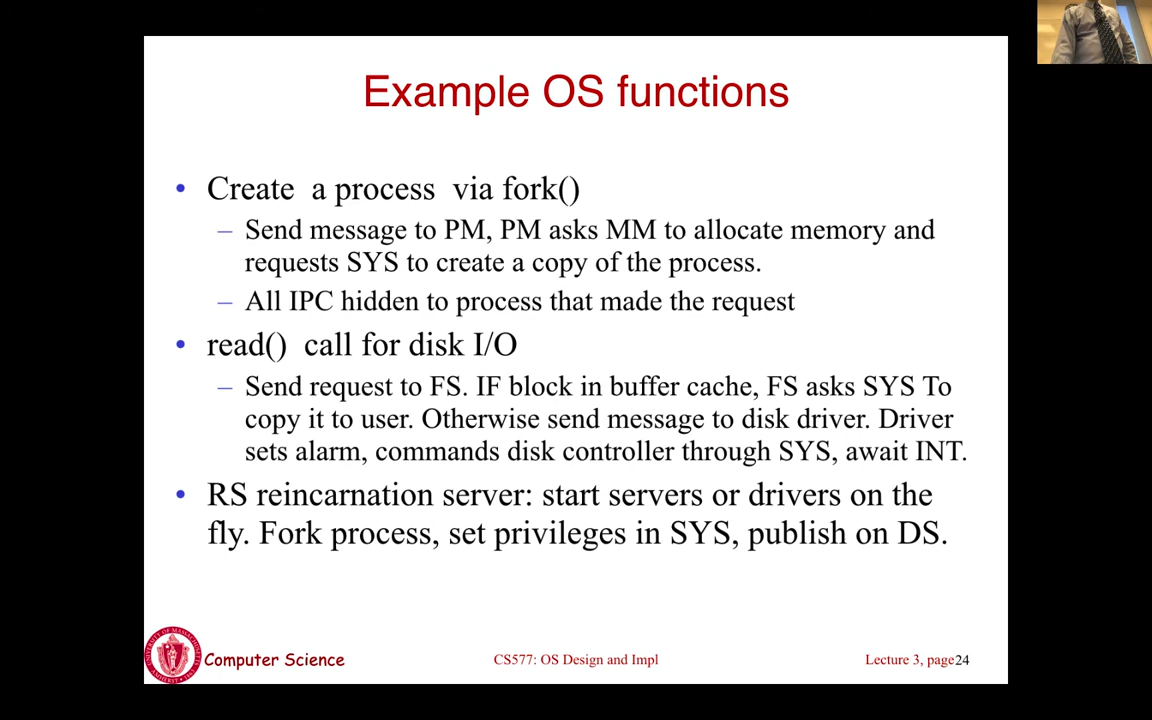 Example OS functions
• Create a process via fork()
– Send message to PM, PM asks MM to allocate memory and
requests SYS to create a copy of the process.
– All IPC hidden to process that made the request
• read() call for disk I/O
– Send request to FS. IF block in buffer cache, FS asks SYS To
copy it to user. Otherwise send message to disk driver. Driver
sets alarm, commands disk controller through SYS, await INT.
• RS reincarnation server: start servers or drivers on the
fly. Fork process, set privileges in SYS, publish on DS.
Computer Science
CS577: OS Design and Impl
Lecture 3, page24